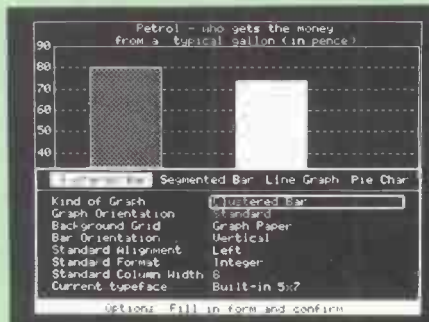 Petrol - who gets the money
from a typical gallon (in pence)
90
80
70
60
50
40
Clustered Bar Segmented Bar Line Graph Pie Char
Kind of Graph Clustered Bar
Graph Orientation Standard
Background Grid Graph Paper
Bar Orientation Vertical
Standard Alignment Left
Standard Format Integer
Standard Column Width 8
Current typeface Built-in 5x7
Options Fill in form and confirm